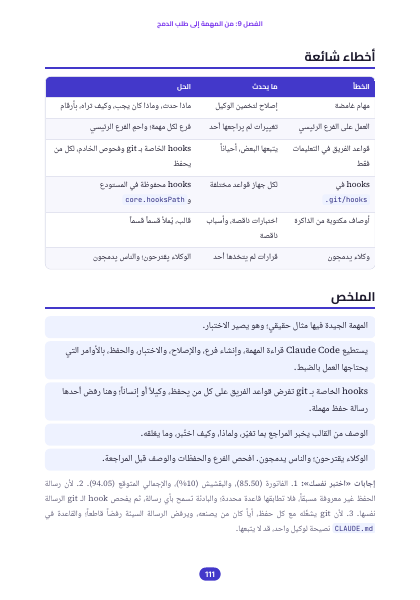 الفصل 9: من المهمة إلى طلب الدمج
أخطاء شائعة
الخطأ ما يحدث الحل
مهام غامضة إصلاح لتخمين الوكيل ماذا حدث، وماذا كان يجب، وكيف تراه، بأرقام
العمل على الفرع الرئيسي تغييرات لم يراجعها أحد فرع لكل مهمة؛ واحمِ الفرع الرئيسي
قواعد الفريق في التعليمات يتبعها البعض، أحياناً hooks الخاصة بـ git وفحوص الخادم، لكل من
فقط يحفظ
hooks في لكل جهاز قواعد مختلفة hooks محفوظة في المستودع
.git/hooks و core.hooksPath
أوصاف مكتوبة من الذاكرة اختبارات ناقصة، وأسباب قالب، يُملأ قسماً قسماً
ناقصة
وكلاء يدمجون قرارات لم يتخذها أحد الوكلاء يقترحون؛ والناس يدمجون
الملخص
المهمة الجيدة فيها مثال حقيقي؛ وهو يصير الاختبار.
يستطيع Claude Code قراءة المهمة، وإنشاء فرع، والإصلاح، والاختبار، والحفظ، بالأوامر التي
يحتاجها العمل بالضبط.
hooks الخاصة بـ git تفرض قواعد الفريق على كل من يحفظ، وكيلاً أو إنساناً؛ وهنا رفض أحدها
رسالة حفظ مهملة.
الوصف من القالب يخبر المراجع بما تغيّر، ولماذا، وكيف اختُبر، وما يغلقه.
الوكلاء يقترحون؛ والناس يدمجون. افحص الفرع والحفظات والوصف قبل المراجعة.
إجابات «اختبر نفسك»: 1. الفاتورة (85.50)، والبقشيش (10%)، والإجمالي المتوقع (94.05). 2. لأن رسالة
الحفظ غير معروفة مسبقاً، فلا تطابقها قاعدة محددة؛ والبادئة تسمح بأي رسالة، ثم يفحص hook الـ git الرسالة
نفسها. 3. لأن git يشغّله مع كل حفظ، أياً كان من يصنعه، ويرفض الرسالة السيئة رفضاً قاطعاً؛ والقاعدة في
CLAUDE.md نصيحة لوكيل واحد، قد لا يتبعها.
111